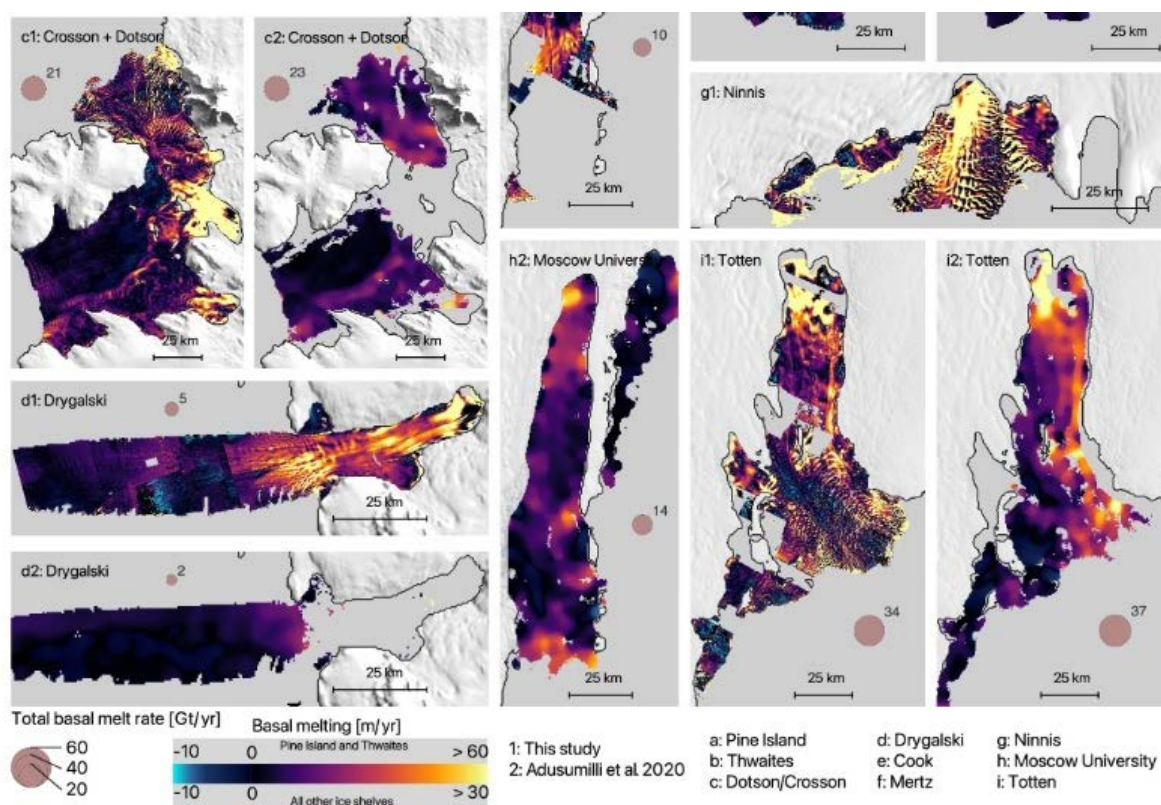 c1: Crosson + Dotson
21
25 km
c2: Crosson + Dotson
23
25 km
10
25 km
25 km
25 km
g1: Ninnis
25 km
d1: Drygalski
5
25 km
d2: Drygalski
2
25 km
h2: Moscow Univers
14
25 km
i1: Totten
34
25 km
i2: Totten
37
25 km
Total basal melt rate [Gt/yr]
60
40
20
Basal melting [m/yr]
Pine Island and Thwaites
-10 0 > 60
-10 0 > 30
All other ice shelves
1: This study
2: Adusumilli et al. 2020
a: Pine Island
b: Thwaites
c: Dotson/Crosson
d: Drygalski
e: Cook
f: Mertz
g: Ninnis
h: Moscow University
i: Totten